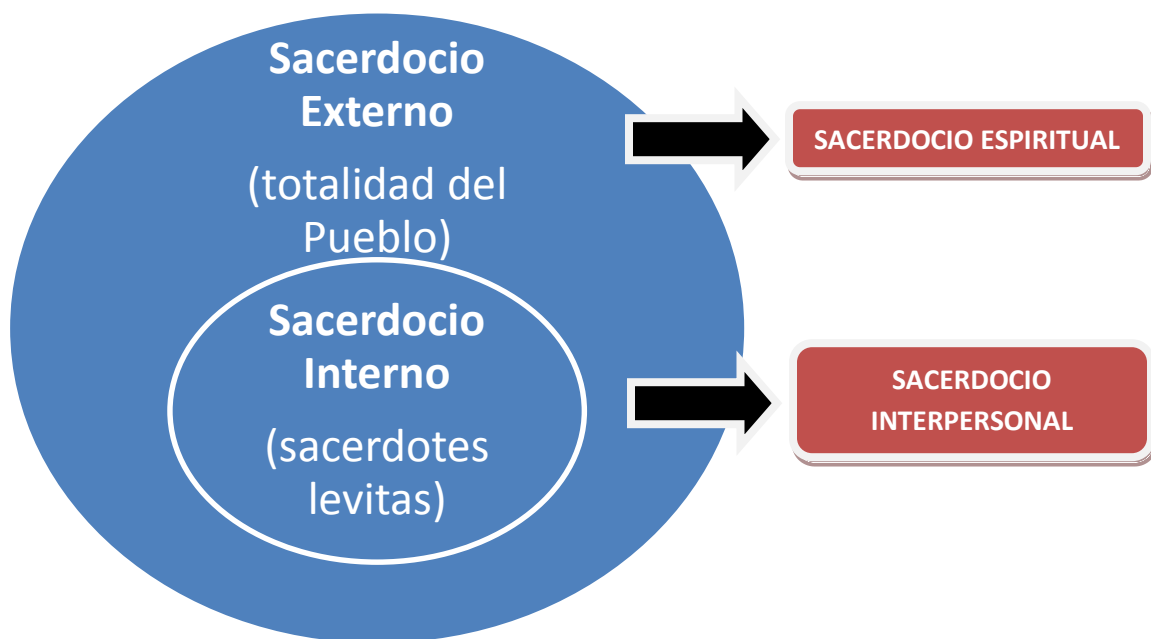 Sacerdocio
Externo
(totalidad del
Pueblo)
SACERDOCIO ESPIRITUAL
Sacerdocio
Interno
(sacerdotes
levitas)
SACERDOCIO
INTERPERSONAL